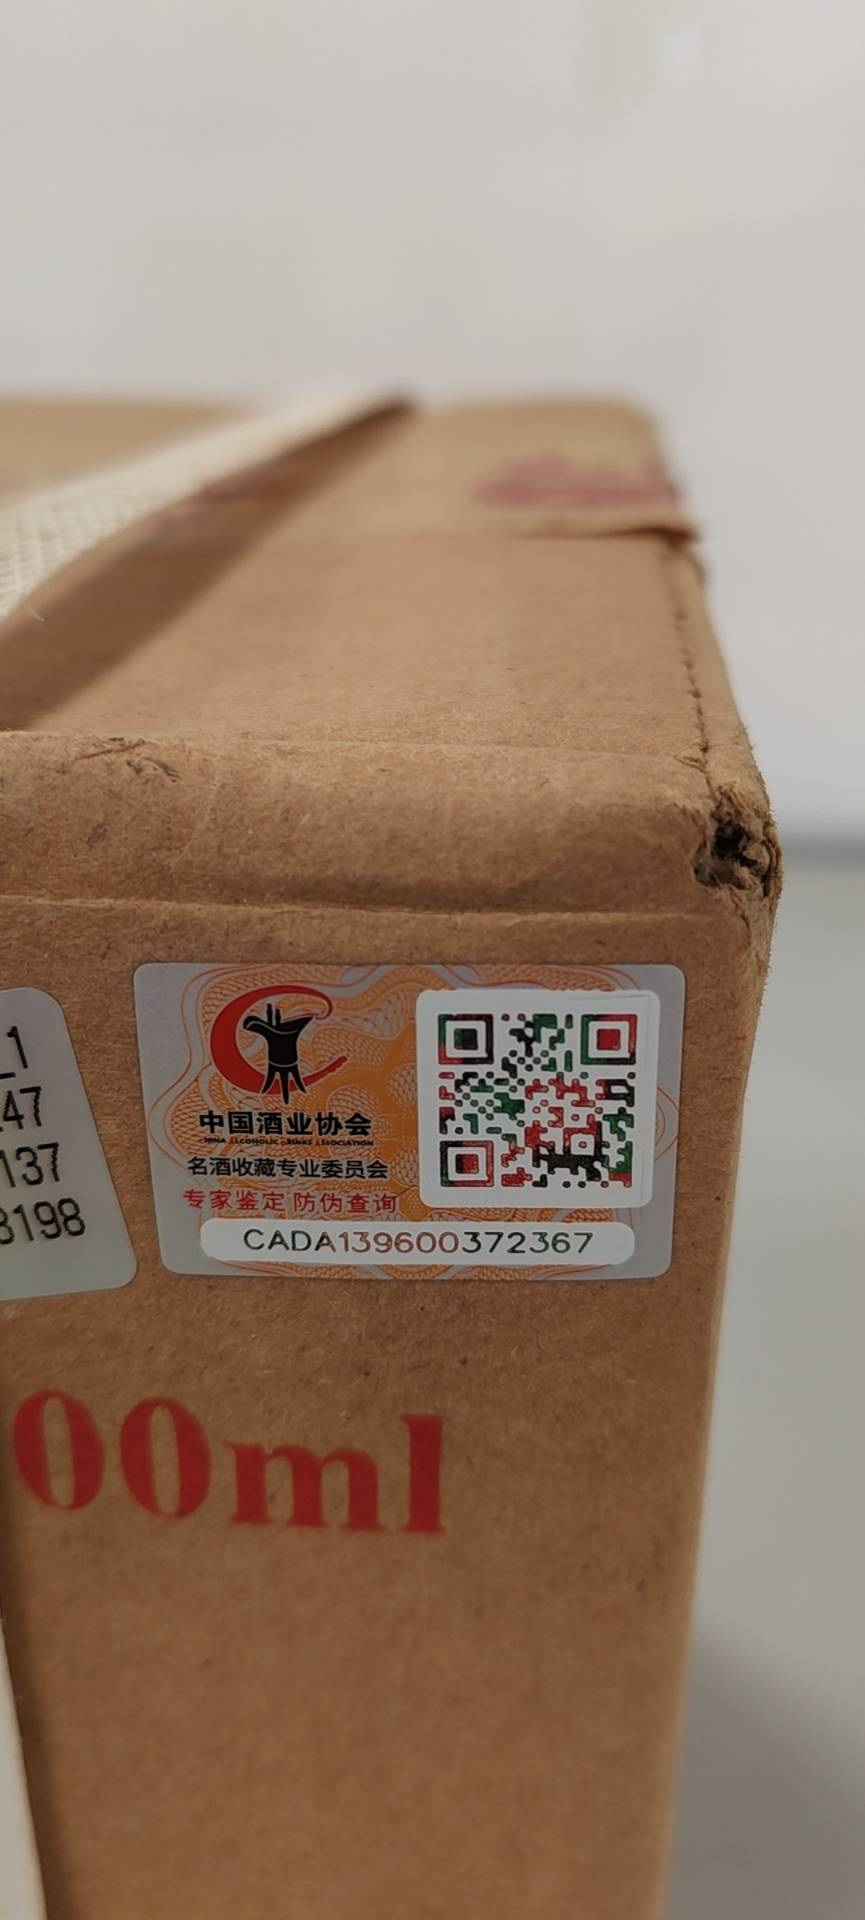 1
47
137
3198
中国酒业协会
CHINA ALCOHOLIC DRINKS ASSOCIATION
名酒收藏专业委员会
专家鉴定 防伪查询
CADA139600372367
00ml